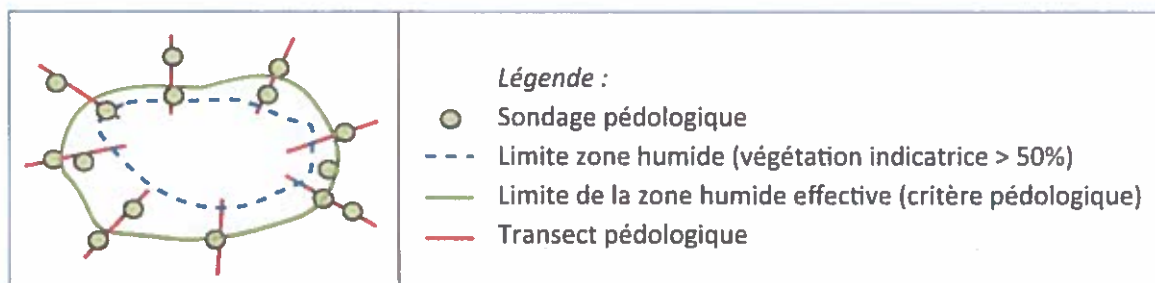 Légende :
Sondage pédologique
Limite zone humide (végétation indicatrice > 50%)
Limite de la zone humide effective (critère pédologique)
Transect pédologique